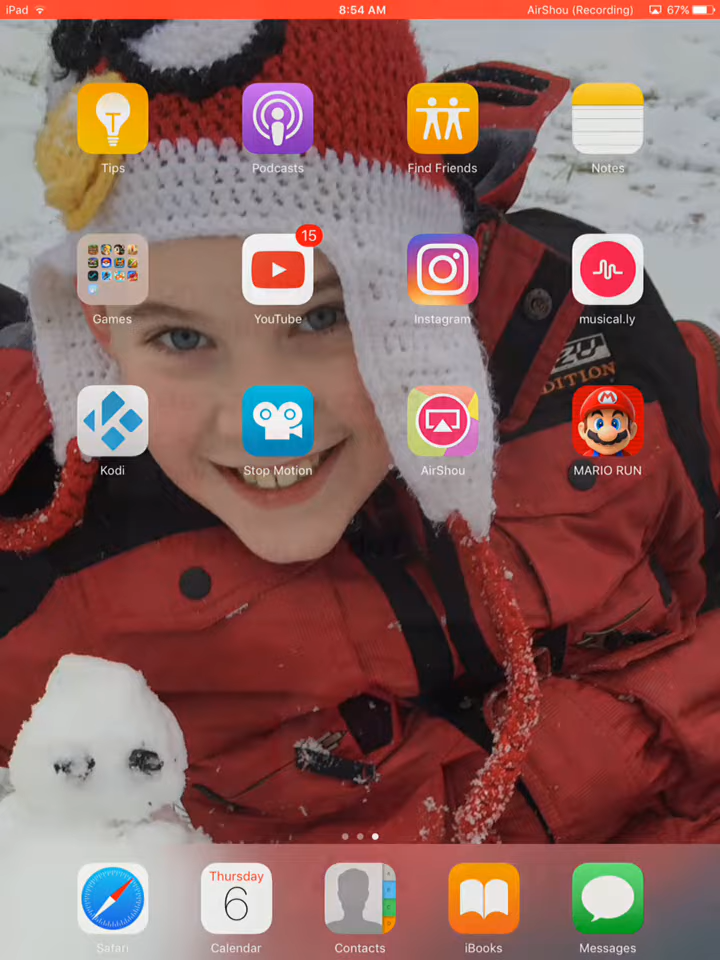 iPad 8:54 AM AirShou (Recording) 67%
Tips Podcasts Find Friends Notes
15
Games YouTube Instagram musical.ly
EDITION
Kodi Stop Motion AirShou MARIO RUN
Thursday
6
Safari Calendar Contacts iBooks Messages